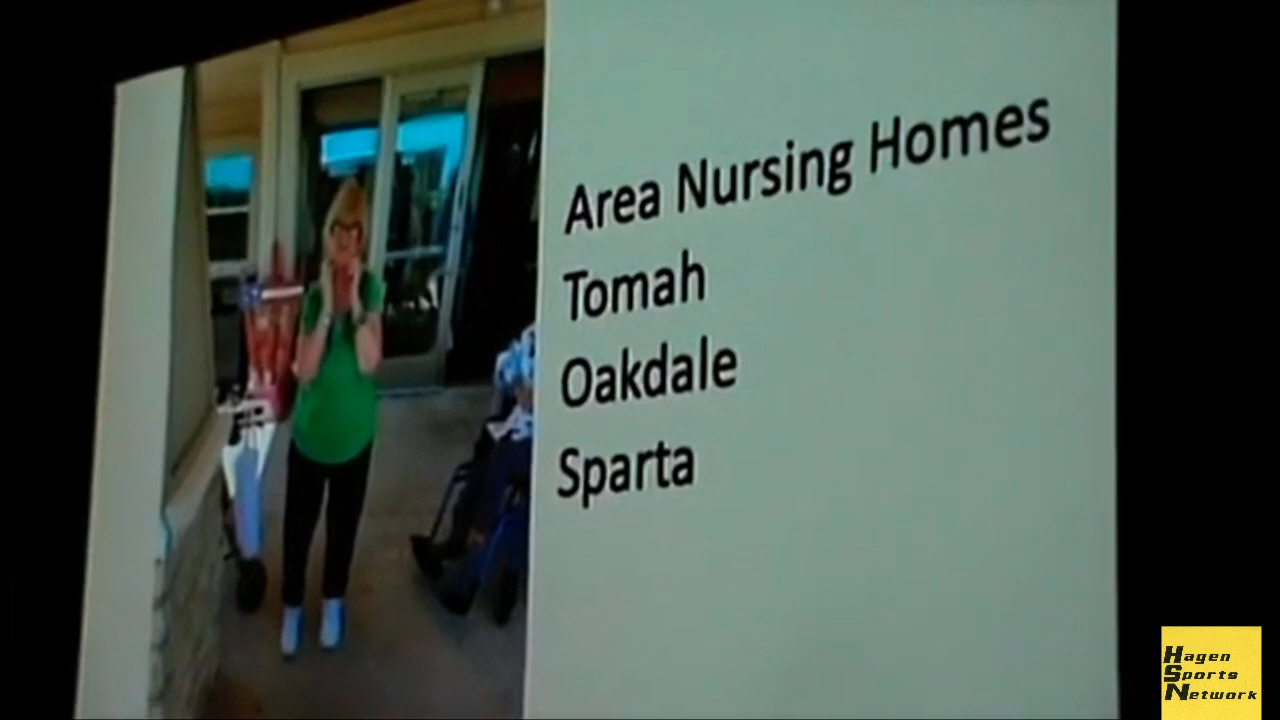 Area Nursing Homes
Tomah
Oakdale
Sparta
Hagen
Sports
Network